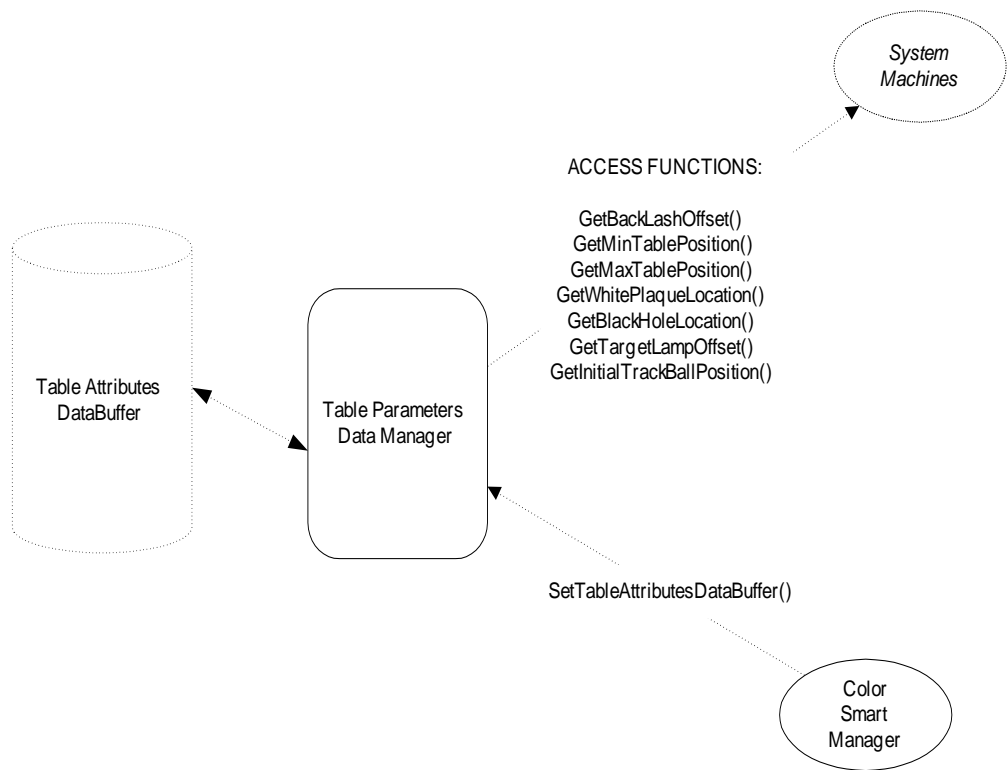 System
Machines
ACCESS FUNCTIONS:
GetBackLashOffset()
GetMinTablePosition()
GetMaxTablePosition()
GetWhitePlaqueLocation()
GetBlackHoleLocation()
GetTargetLampOffset()
GetInitialTrackBallPosition()
Table Attributes
DataBuffer
Table Parameters
Data Manager
SetTableAttributesDataBuffer()
Color
Smart
Manager